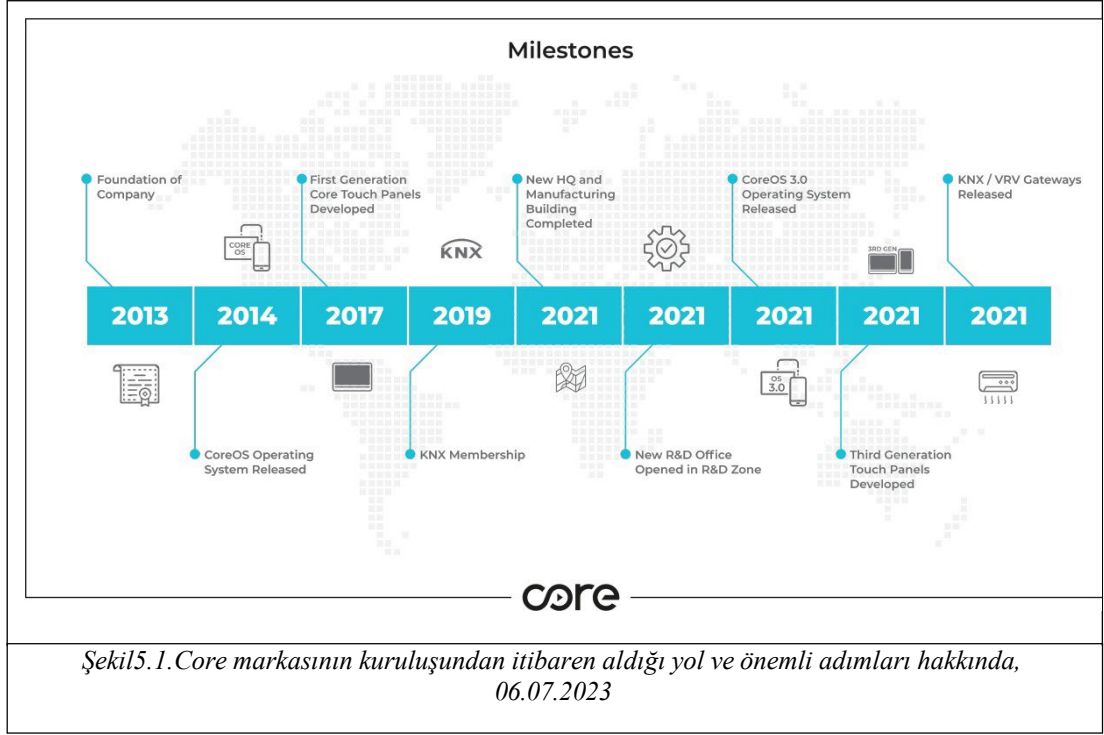 Milestones
Foundation of
Company
First Generation
Core Touch Panels
Developed
New HQ and
Manufacturing
Building
Completed
CoreOS 3.0
Operating System
Released
KNX / VRV Gateways
Released
CORE
OS
KNX
3RD GEN
2013
2014
2017
2019
2021
2021
2021
2021
2021
OS
3.0
CoreOS Operating
System Released
KNX Membership
New R&D Office
Opened in R&D Zone
Third Generation
Touch Panels
Developed
core
Şekil5.1.Core markasının kuruluşundan itibaren aldığı yol ve önemli adımları hakkında,
06.07.2023